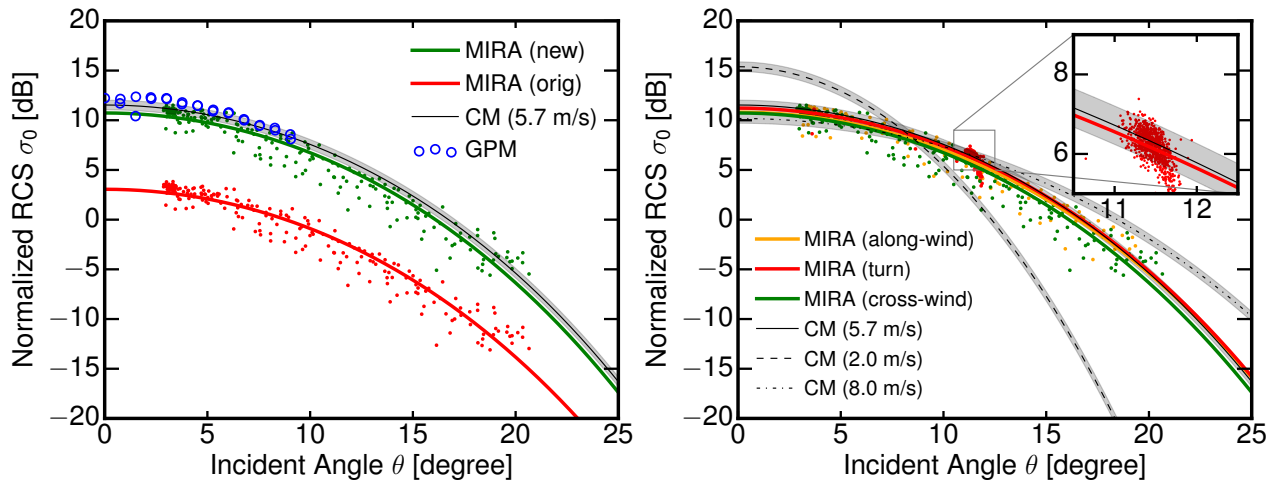 Normalized RCS σ0 [dB]
20
15
10
5
0
−5
−10
−15
−20
0
5
10
15
20
25
Incident Angle θ [degree]
MIRA (new)
MIRA (orig)
CM (5.7 m/s)
GPM
Normalized RCS σ0 [dB]
20
15
10
5
0
−5
−10
−15
−20
0
5
10
15
20
25
Incident Angle θ [degree]
8
6
11
12
MIRA (along-wind)
MIRA (turn)
MIRA (cross-wind)
CM (5.7 m/s)
CM (2.0 m/s)
CM (8.0 m/s)